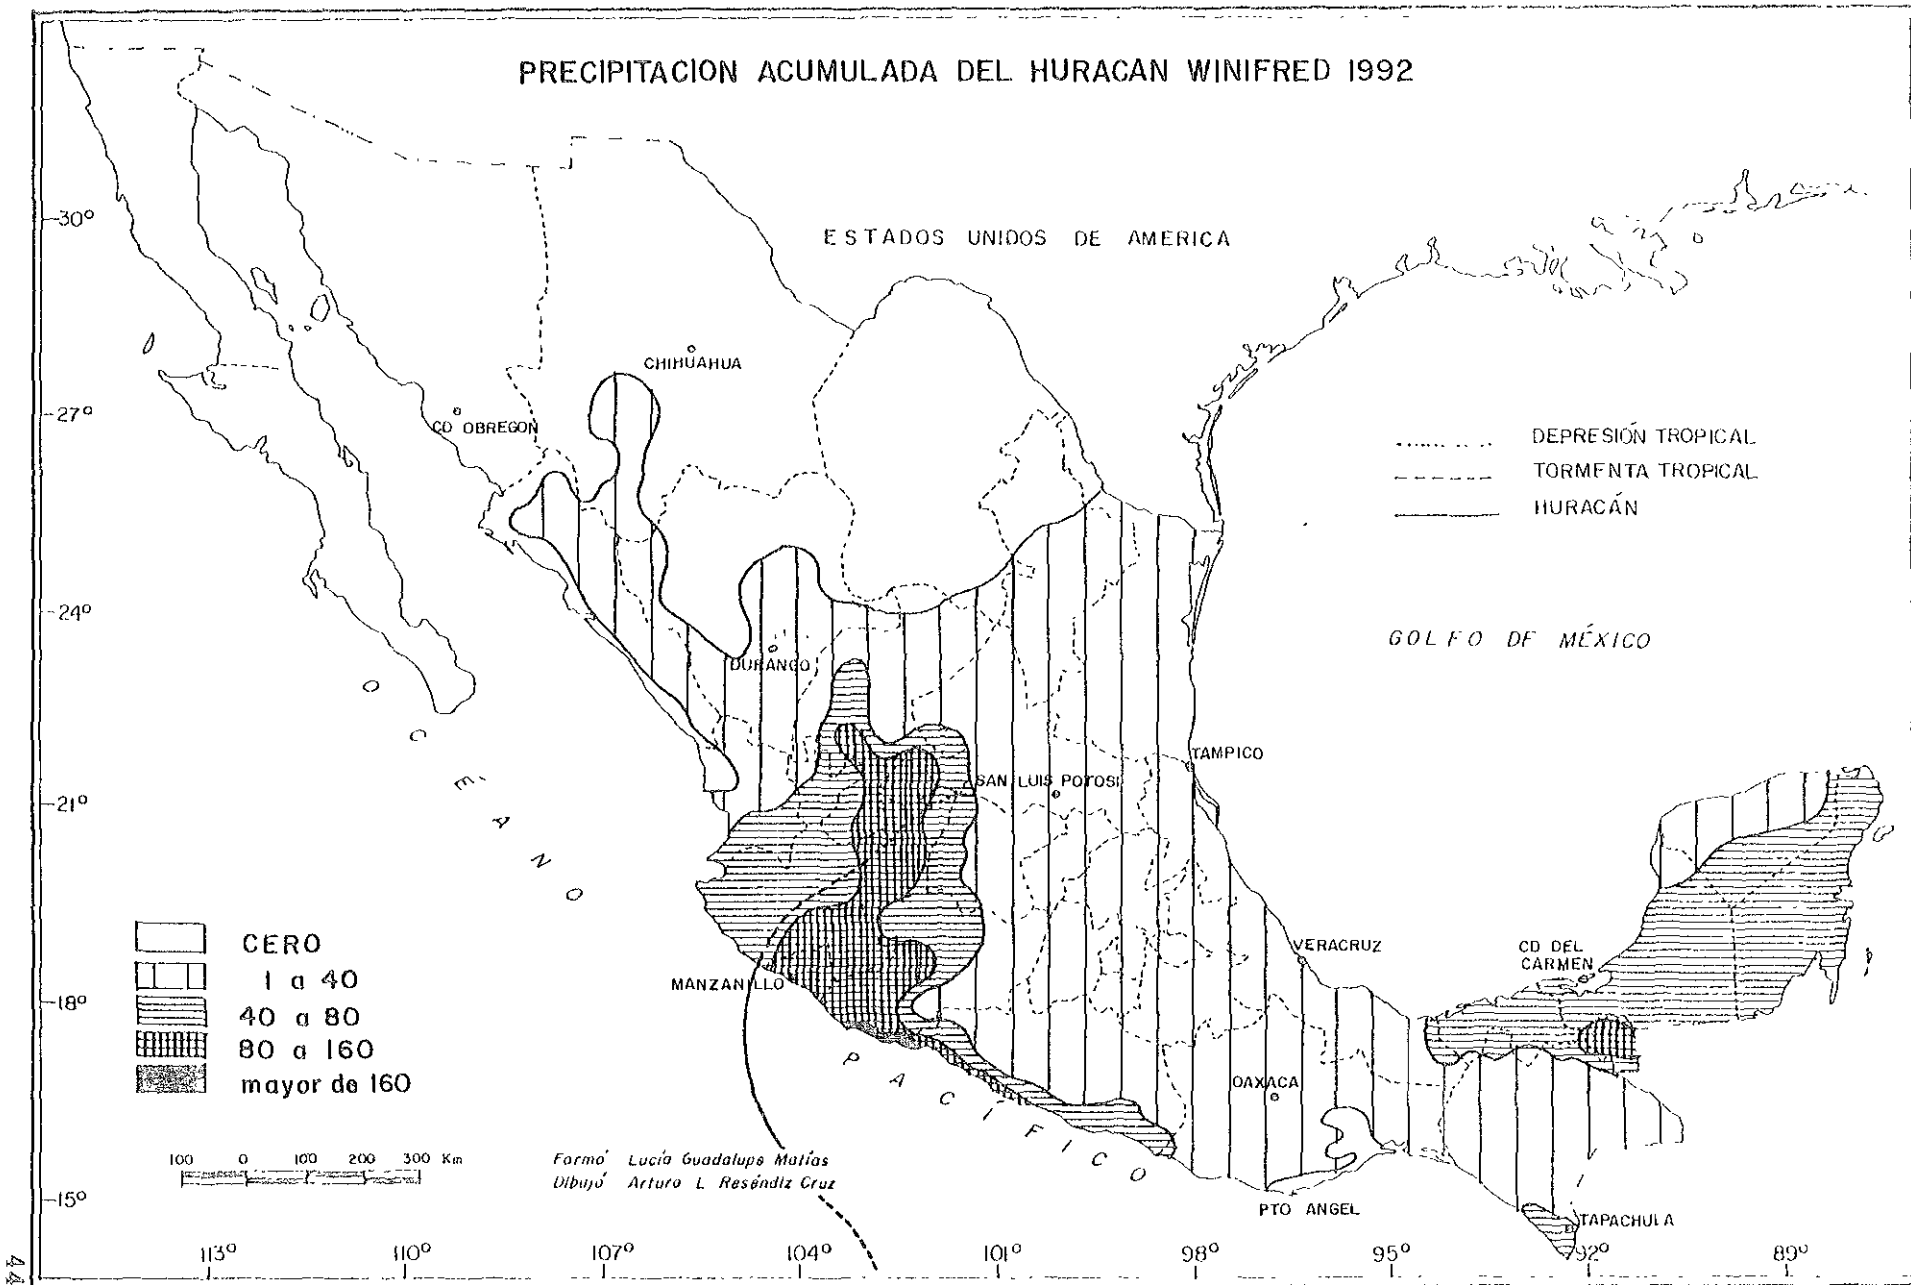 PRECIPITACION ACUMULADA DEL HURACAN WINIFRED 1992
30°
ESTADOS UNIDOS DE AMERICA
CHIHUAHUA
27°
CD OBREGON
DEPRESIÓN TROPICAL
TORMENTA TROPICAL
HURACÁN
24°
GOLFO DE MÉXICO
DURANGO
OCÉANO
TAMPICO
SAN LUIS POTOSI
21°
CERO
1 a 40
40 a 80
80 a 160
mayor de 160
VERACRUZ
CD DEL
CARMEN
MANZANILLO
18°
PACÍFICO
OAXACA
100 0 100 200 300 Km
Formó Lucía Guadalupe Matías
Dibujó Arturo L Reséndiz Cruz
15°
PTO ANGEL
TAPACHULA
113° 110° 107° 104° 101° 98° 95° 92° 89°
44